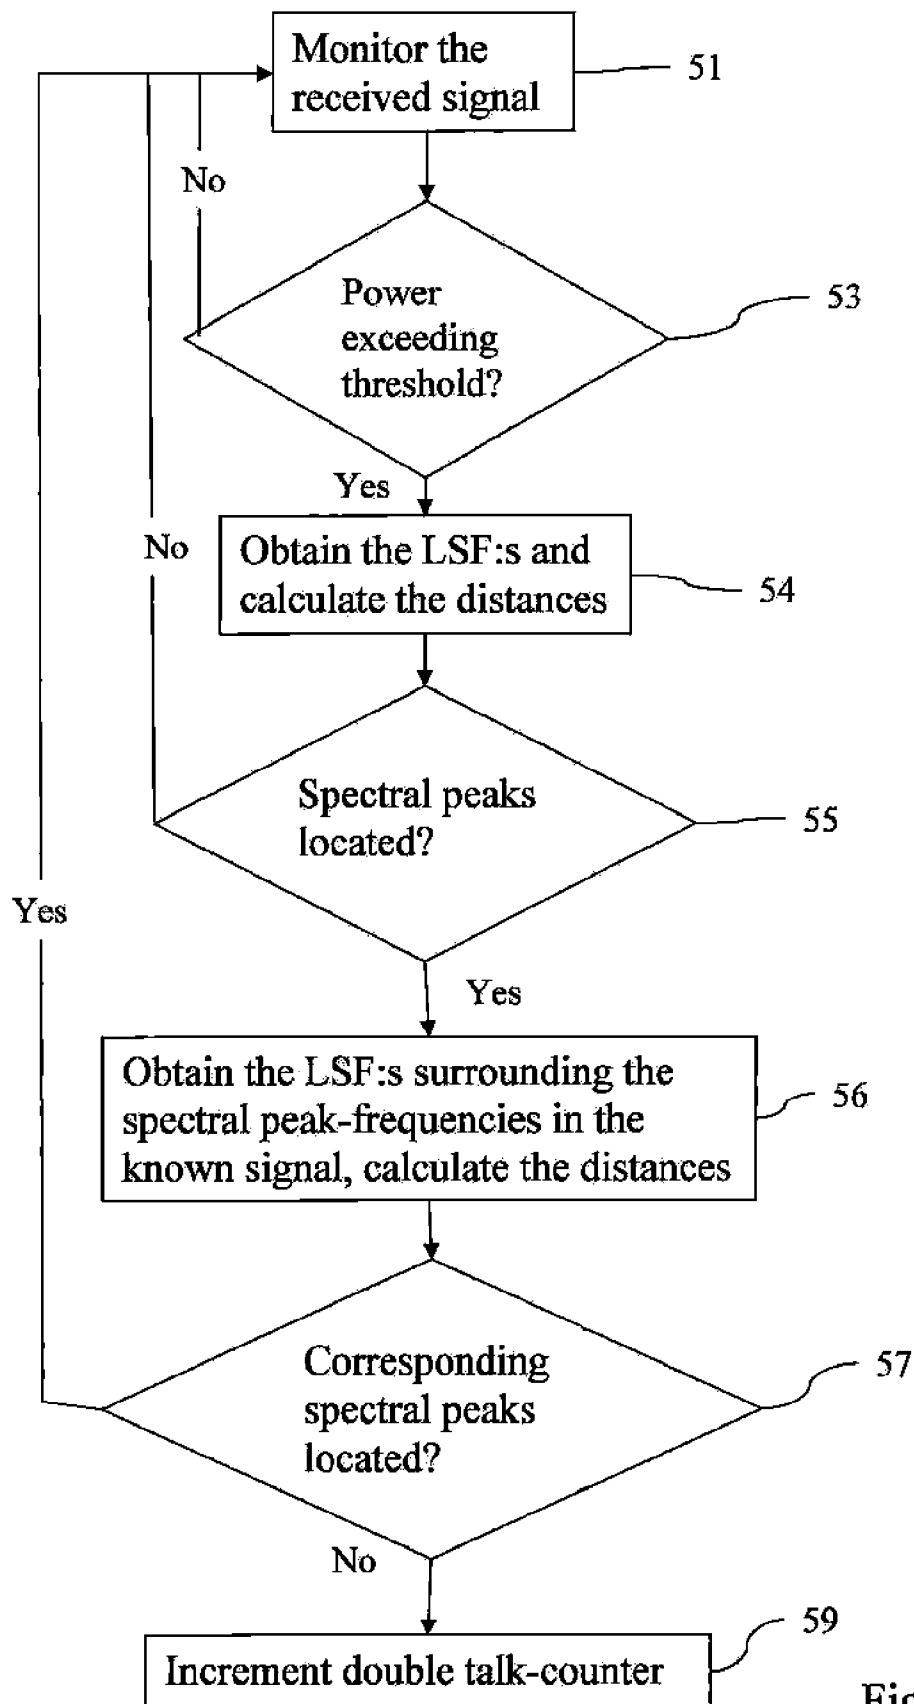 Monitor the
received signal
51
No
Power
exceeding
threshold?
53
Yes
Obtain the LSF:s and
calculate the distances
54
No
Spectral peaks
located?
55
Yes
Yes
Obtain the LSF:s surrounding the
spectral peak-frequencies in the
known signal, calculate the distances
56
Corresponding
spectral peaks
located?
57
No
Increment double talk-counter
59
Fig